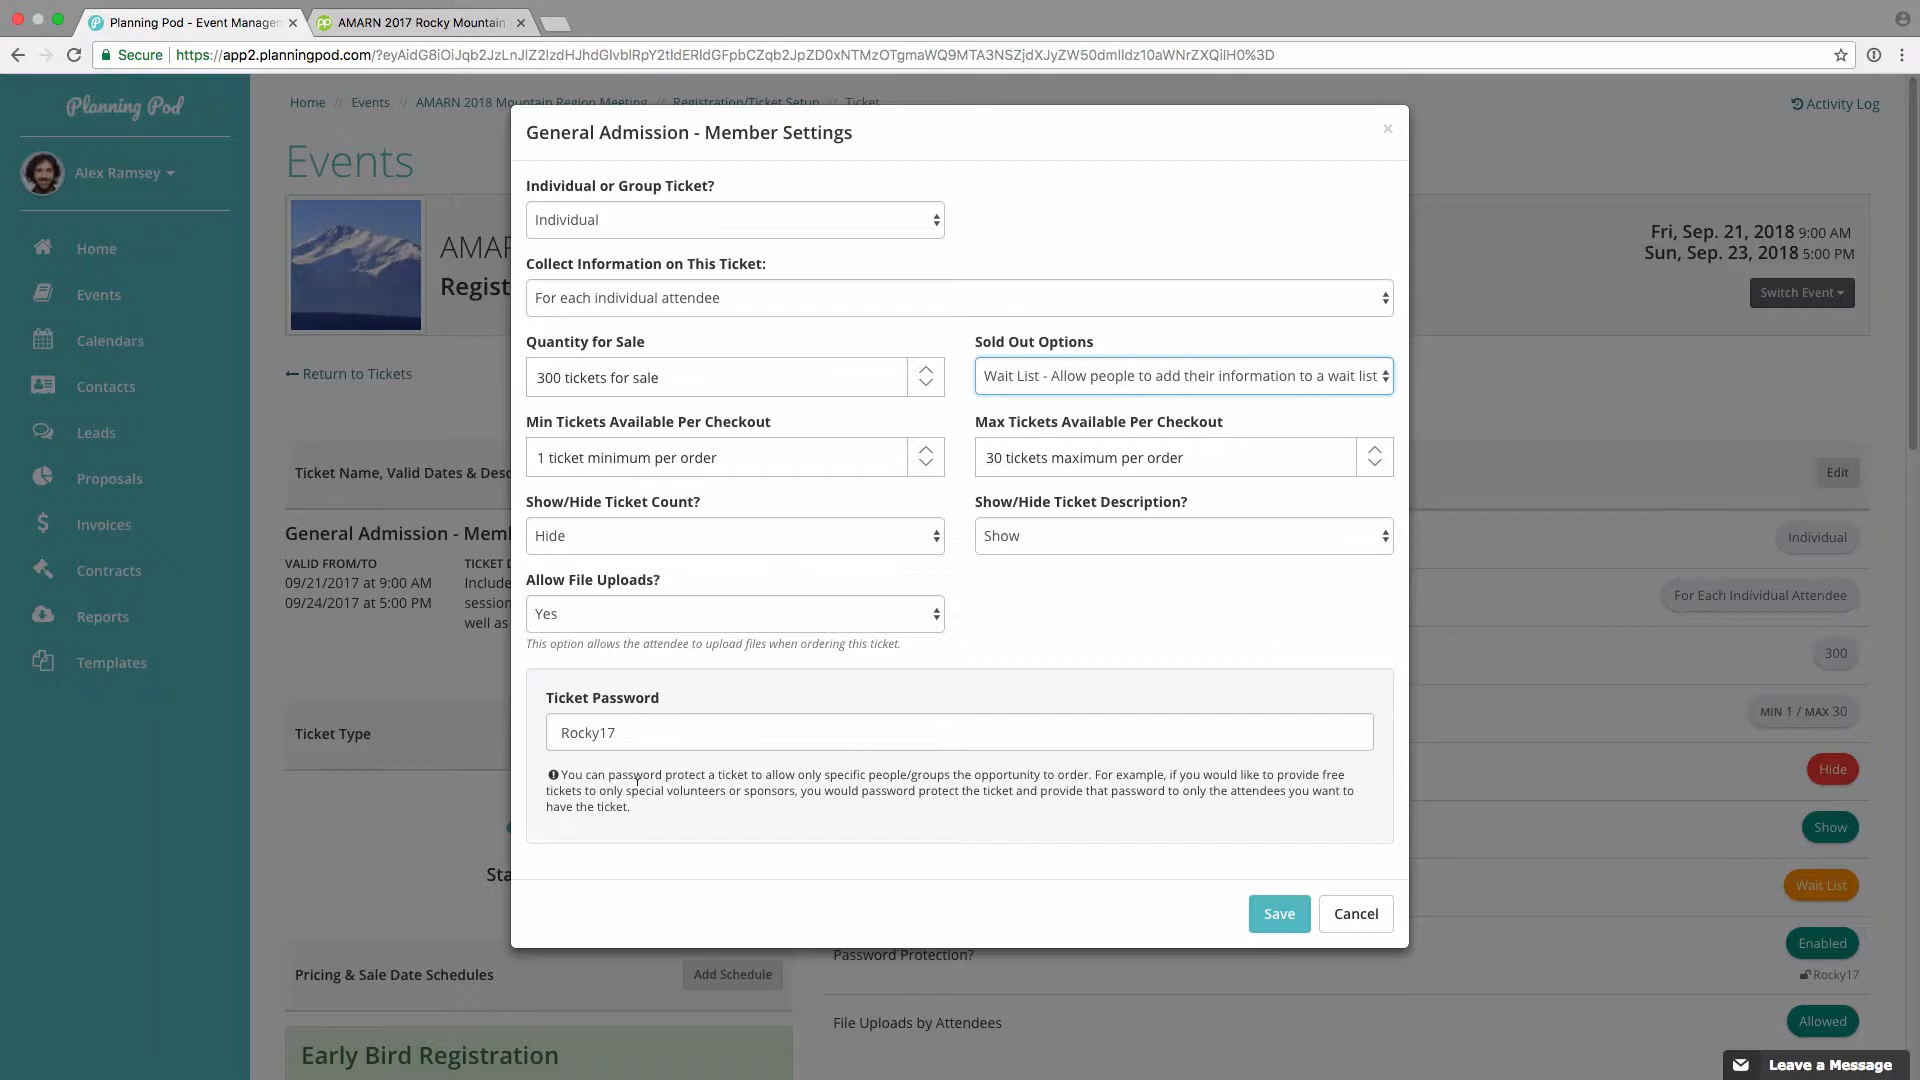 Planning Pod - Event Manager
AMARN 2017 Rocky Mountain
Secure
Planning Pod
Alex Ramsey
Home
Events
Calendars
Contacts
Leads
Proposals
Invoices
Contracts
Reports
Templates
Home // Events // AMARN 2018 Mountain Region Meeting // Registration/Ticket Setup // Ticket
Activity Log
Events
AMAR
Regist
Fri, Sep. 21, 2018 9:00 AM
Sun, Sep. 23, 2018 5:00 PM
Switch Event
Return to Tickets
Ticket Name, Valid Dates & Desc
Edit
General Admission - Mem
VALID FROM/TO
TICKET D
09/21/2017 at 9:00 AM
Include
09/24/2017 at 5:00 PM
session
well as
Ticket Type
Sta
Pricing & Sale Date Schedules
Add Schedule
Early Bird Registration
General Admission - Member Settings
×
Individual or Group Ticket?
Individual
Collect Information on This Ticket:
For each individual attendee
Quantity for Sale
Sold Out Options
300 tickets for sale
Wait List - Allow people to add their information to a wait list
Min Tickets Available Per Checkout
Max Tickets Available Per Checkout
1 ticket minimum per order
30 tickets maximum per order
Show/Hide Ticket Count?
Show/Hide Ticket Description?
Hide
Show
Allow File Uploads?
Yes
This option allows the attendee to upload files when ordering this ticket.
Ticket Password
Rocky17
You can password protect a ticket to allow only specific people/groups the opportunity to order. For example, if you would like to provide free
tickets to only special volunteers or sponsors, you would password protect the ticket and provide that password to only the attendees you want to
have the ticket.
Save
Cancel
Individual
For Each Individual Attendee
300
MIN 1 / MAX 30
Hide
Show
Wait List
Password Protection?
Enabled
Rocky17
File Uploads by Attendees
Allowed
Leave a Message